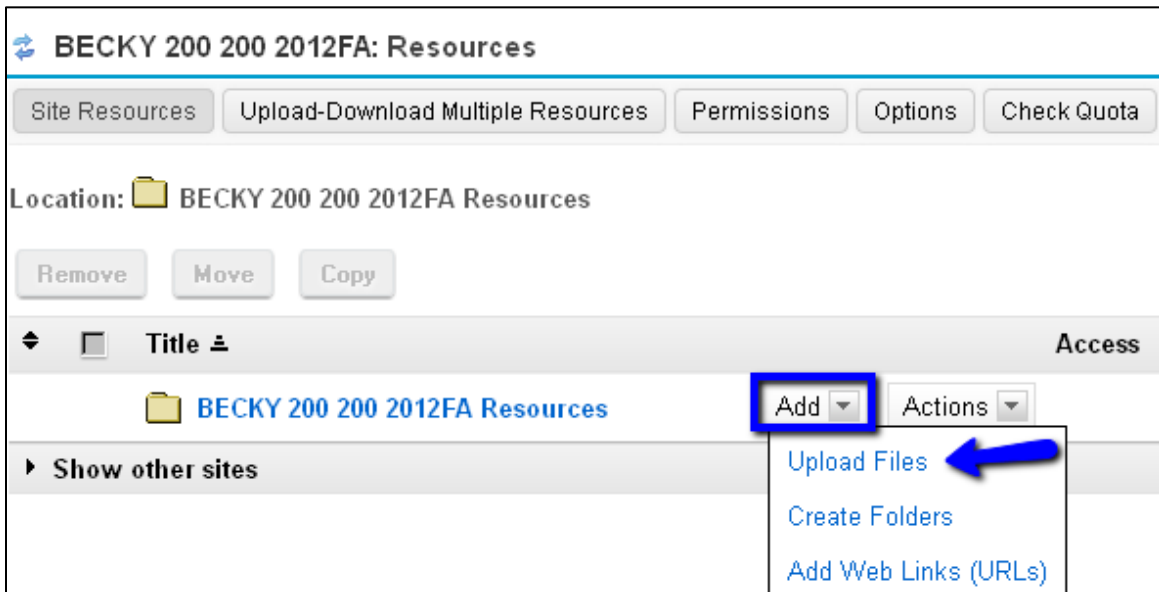 BECKY 200 200 2012FA: Resources
Site Resources Upload-Download Multiple Resources Permissions Options Check Quota
Location: BECKY 200 200 2012FA Resources
Remove Move Copy
Title Access
BECKY 200 200 2012FA Resources Add Actions
Upload Files
Show other sites
Create Folders
Add Web Links (URLs)